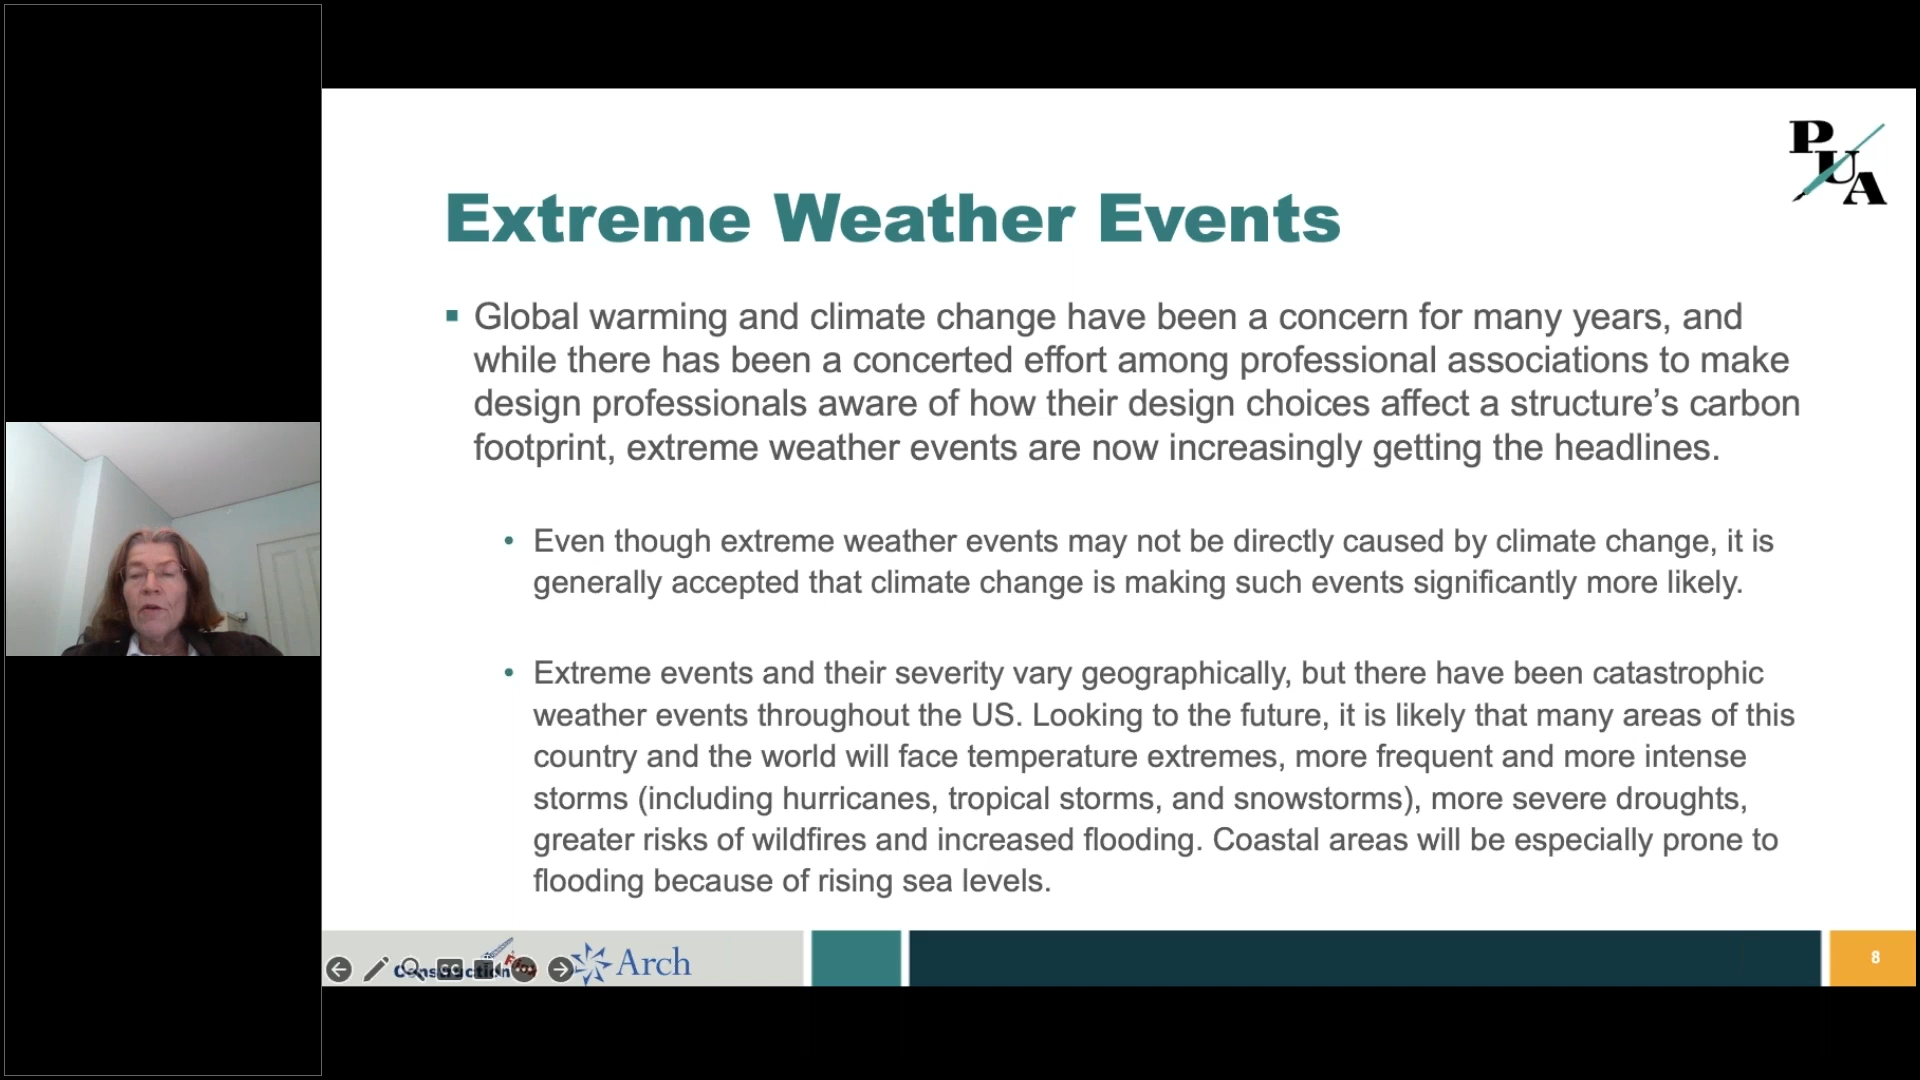 PUA
Extreme Weather Events
▪ Global warming and climate change have been a concern for many years, and
while there has been a concerted effort among professional associations to make
design professionals aware of how their design choices affect a structure’s carbon
footprint, extreme weather events are now increasingly getting the headlines.
• Even though extreme weather events may not be directly caused by climate change, it is
generally accepted that climate change is making such events significantly more likely.
• Extreme events and their severity vary geographically, but there have been catastrophic
weather events throughout the US. Looking to the future, it is likely that many areas of this
country and the world will face temperature extremes, more frequent and more intense
storms (including hurricanes, tropical storms, and snowstorms), more severe droughts,
greater risks of wildfires and increased flooding. Coastal areas will be especially prone to
flooding because of rising sea levels.
Construction
Arch
8